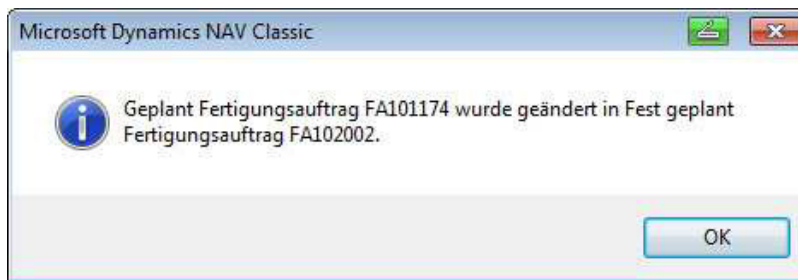 Microsoft Dynamics NAV Classic
Geplant Fertigungsauftrag FA101174 wurde geändert in Fest geplant
Fertigungsauftrag FA102002.
OK